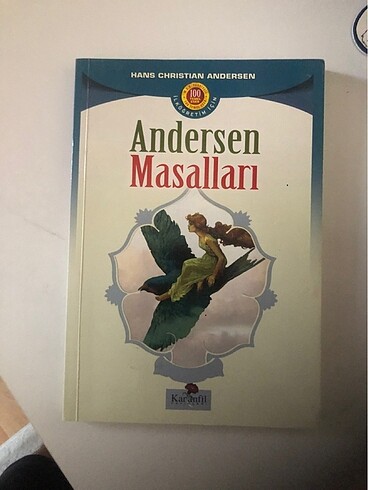 HANS CHRISTIAN ANDERSEN
100
İLKÖĞRETİM İÇİN
Andersen
Masalları
Karanfil